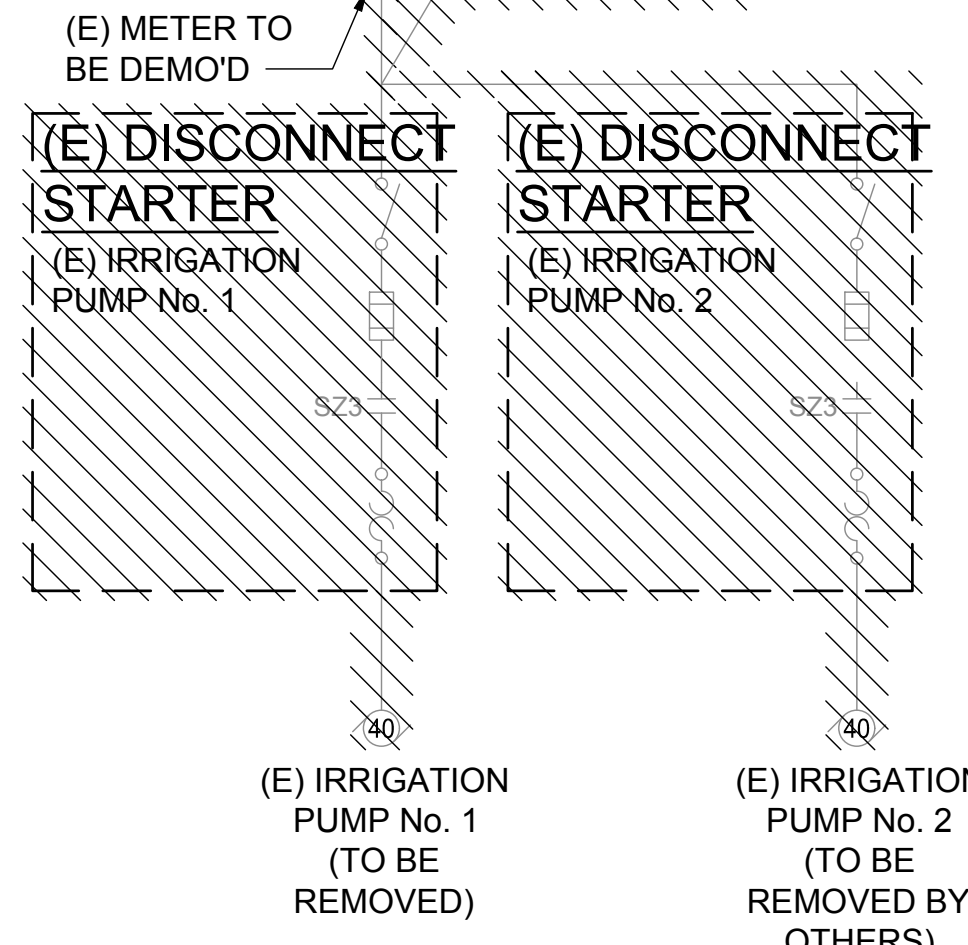 (E) METER TO
BE DEMO'D
(E) DISCONNECT
STARTER
(E) IRRIGATION
PUMP No. 1
SZ3
40
(E) IRRIGATION
PUMP No. 1
(TO BE
REMOVED)
(E) DISCONNECT
STARTER
(E) IRRIGATION
PUMP No. 2
SZ3
40
(E) IRRIGATION
PUMP No. 2
(TO BE
REMOVED BY
OTHERS)